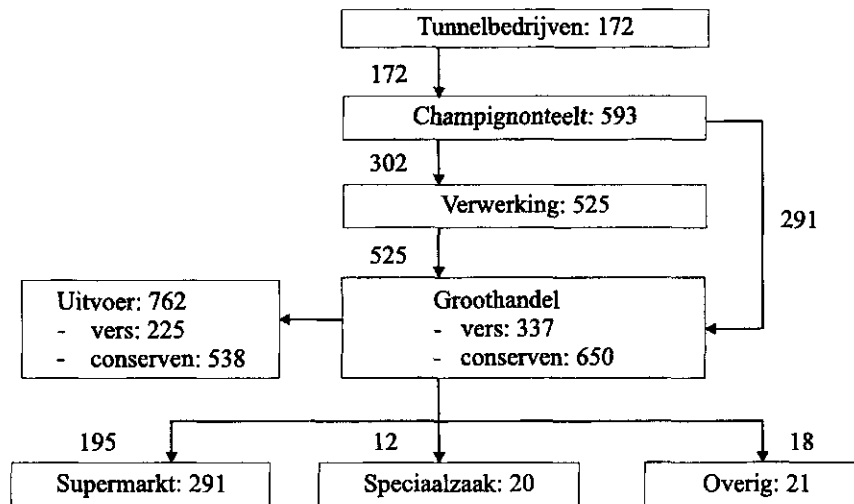 Tunnelbedrijven: 172
172
Champignonteelt: 593
302
291
Verwerking: 525
525
Uitvoer: 762
- vers: 225
- conserven: 538
Groothandel
- vers: 337
- conserven: 650
195
12
18
Supermarkt: 291
Speciaalzaak: 20
Overig: 21